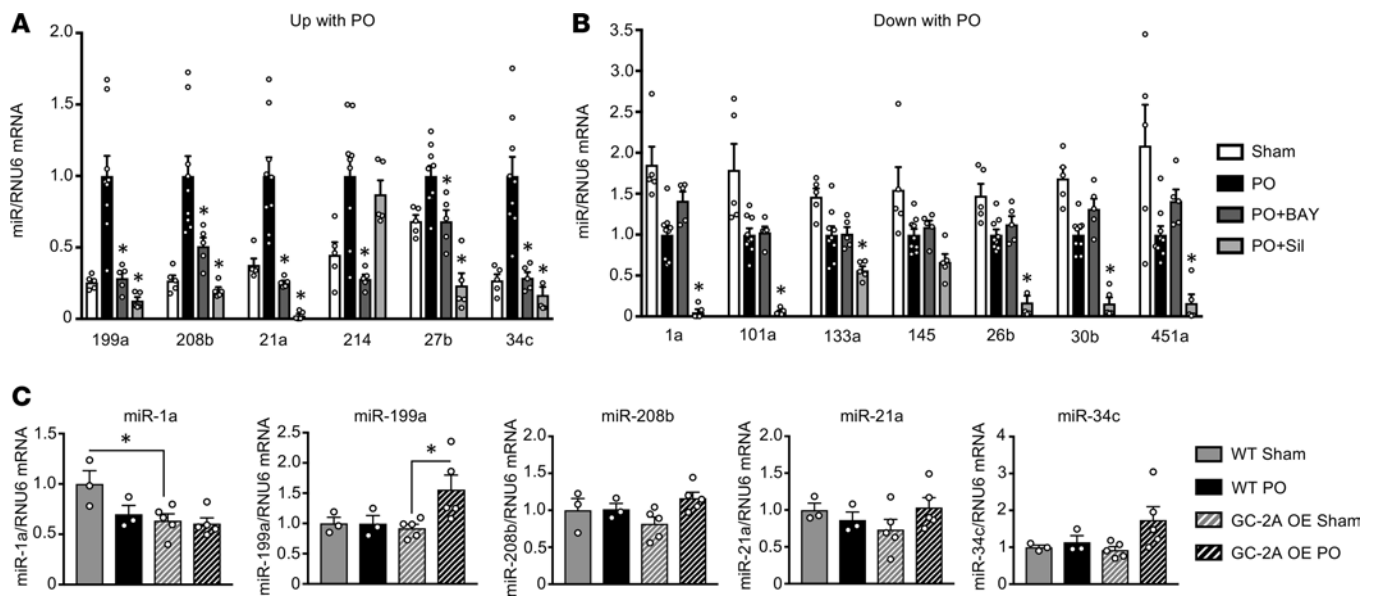 A
Up with PO
miR/RNU6 mRNA
2.0
1.5
1.0
0.5
0
* * * * * * * * * * *
199a 208b 21a 214 27b 34c
B
Down with PO
miR/RNU6 mRNA
3.5
3.0
2.5
2.0
1.5
1.0
0.5
0
* * * * * *
1a 101a 133a 145 26b 30b 451a
Sham
PO
PO+BAY
PO+Sil
C
miR-1a
miR-1a/RNU6 mRNA
1.5
1.0
0.5
0
*
miR-199a
miR-199a/RNU6 mRNA
2.5
2.0
1.5
1.0
0.5
0
*
miR-208b
miR-208b/RNU6 mRNA
2.0
1.5
1.0
0.5
0
miR-21a
miR-21a/RNU6 mRNA
2.0
1.5
1.0
0.5
0
miR-34c
miR-34c/RNU6 mRNA
4
3
2
1
0
WT Sham
WT PO
GC-2A OE Sham
GC-2A OE PO